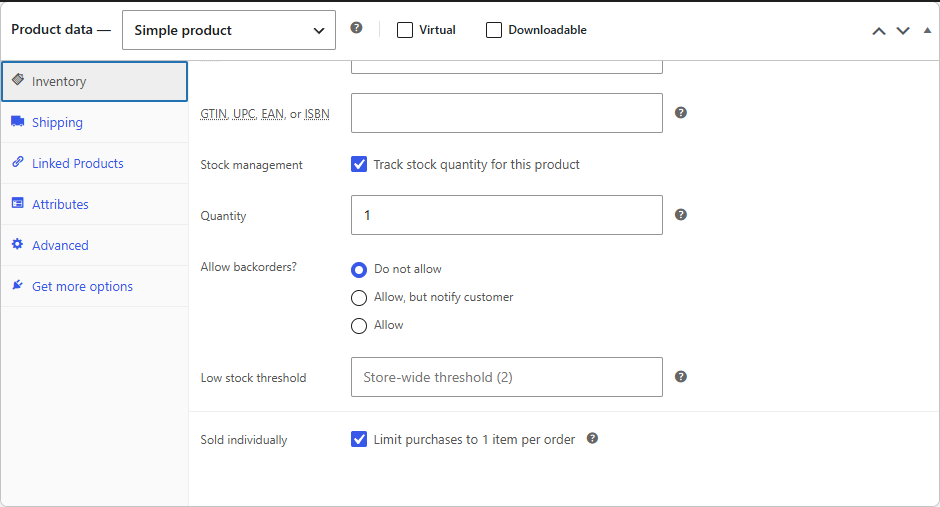 Product data —
Simple product
Virtual
Downloadable
Inventory
Shipping
Linked Products
Attributes
Advanced
Get more options
GTIN, UPC, EAN, or ISBN
Stock management
Track stock quantity for this product
Quantity
1
Allow backorders?
Do not allow
Allow, but notify customer
Allow
Low stock threshold
Store-wide threshold (2)
Sold individually
Limit purchases to 1 item per order